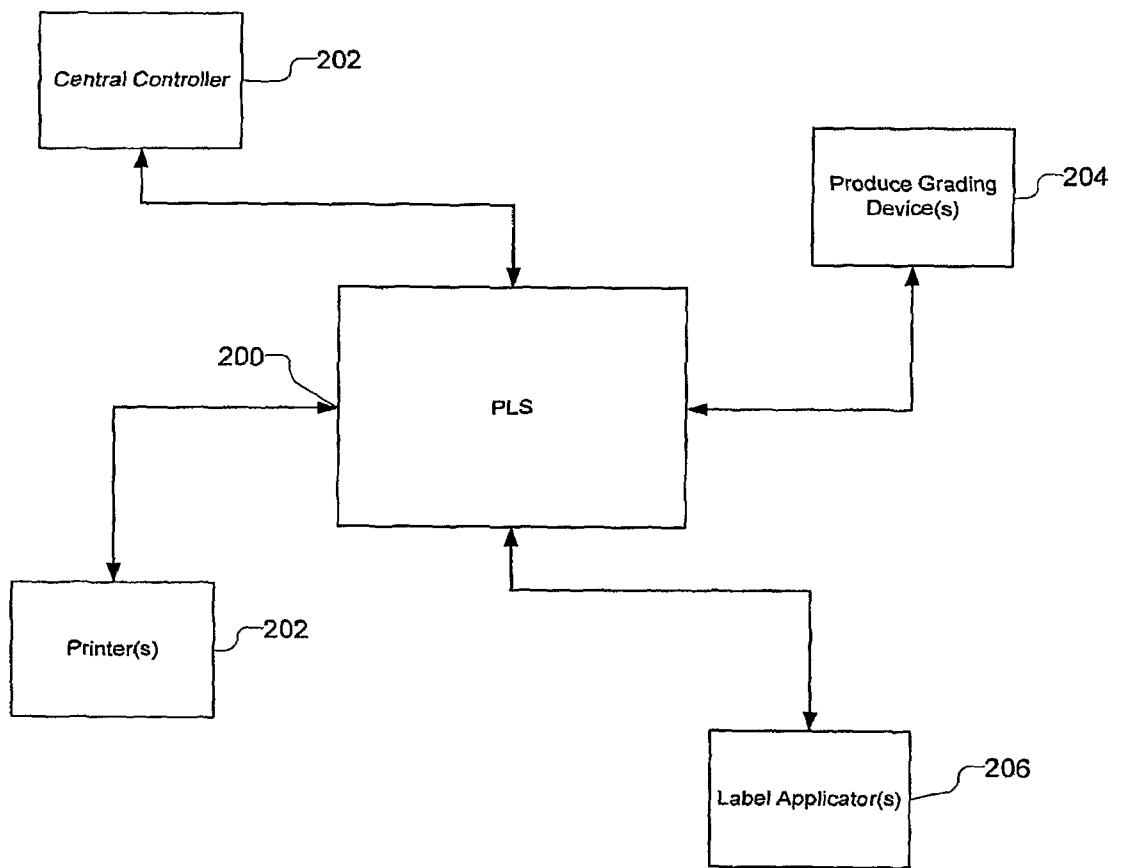 Central Controller
202
Produce Grading
Device(s)
204
200
PLS
Printer(s)
202
Label Applicator(s)
206